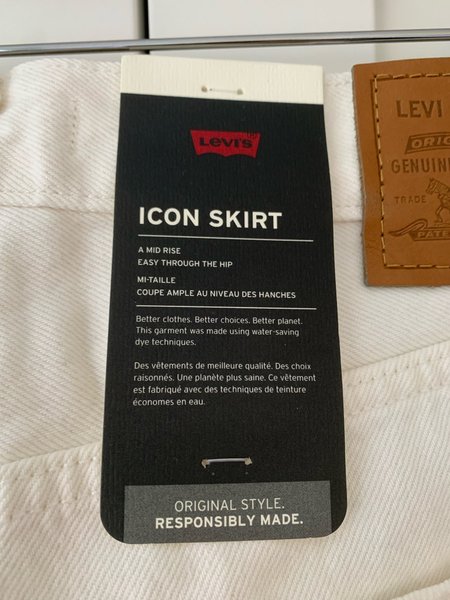 Levi's
ICON SKIRT
A MID RISE
EASY THROUGH THE HIP
MI-TAILLE
COUPE AMPLE AU NIVEAU DES HANCHES
Better clothes. Better choices. Better planet.
This garment was made using water-saving
dye techniques.
Des vêtements de meilleure qualité. Des choix
raisonnés. Une planète plus saine. Ce vêtement
est fabriqué avec des techniques de teinture
économes en eau.
ORIGINAL STYLE.
RESPONSIBLY MADE.
LEVI
ORIG
GENUIN
TRADE
PATE